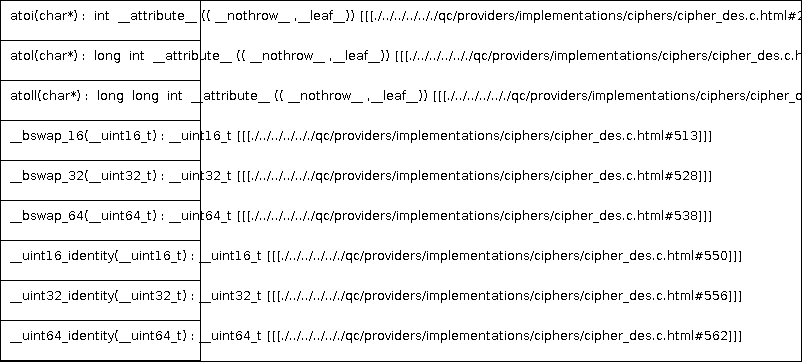 atoi(char*) : int __attribute__ (( __nothrow__ ,__leaf__)) [[[./../../../../../qc/providers/implementations/ciphers/cipher_des.c.html#
atol(char*) : long int __attribute__ (( __nothrow__ ,__leaf__)) [[[./../../../../../qc/providers/implementations/ciphers/cipher_des.c.h
atoll(char*) : long long int __attribute__ (( __nothrow__ ,__leaf__)) [[[./../../../../../qc/providers/implementations/ciphers/cipher_d
__bswap_16(__uint16_t) : __uint16_t [[[./../../../../../qc/providers/implementations/ciphers/cipher_des.c.html#513]]]
__bswap_32(__uint32_t) : __uint32_t [[[./../../../../../qc/providers/implementations/ciphers/cipher_des.c.html#528]]]
__bswap_64(__uint64_t) : __uint64_t [[[./../../../../../qc/providers/implementations/ciphers/cipher_des.c.html#538]]]
__uint16_identity(__uint16_t) : __uint16_t [[[./../../../../../qc/providers/implementations/ciphers/cipher_des.c.html#550]]]
__uint32_identity(__uint32_t) : __uint32_t [[[./../../../../../qc/providers/implementations/ciphers/cipher_des.c.html#556]]]
__uint64_identity(__uint64_t) : __uint64_t [[[./../../../../../qc/providers/implementations/ciphers/cipher_des.c.html#562]]]